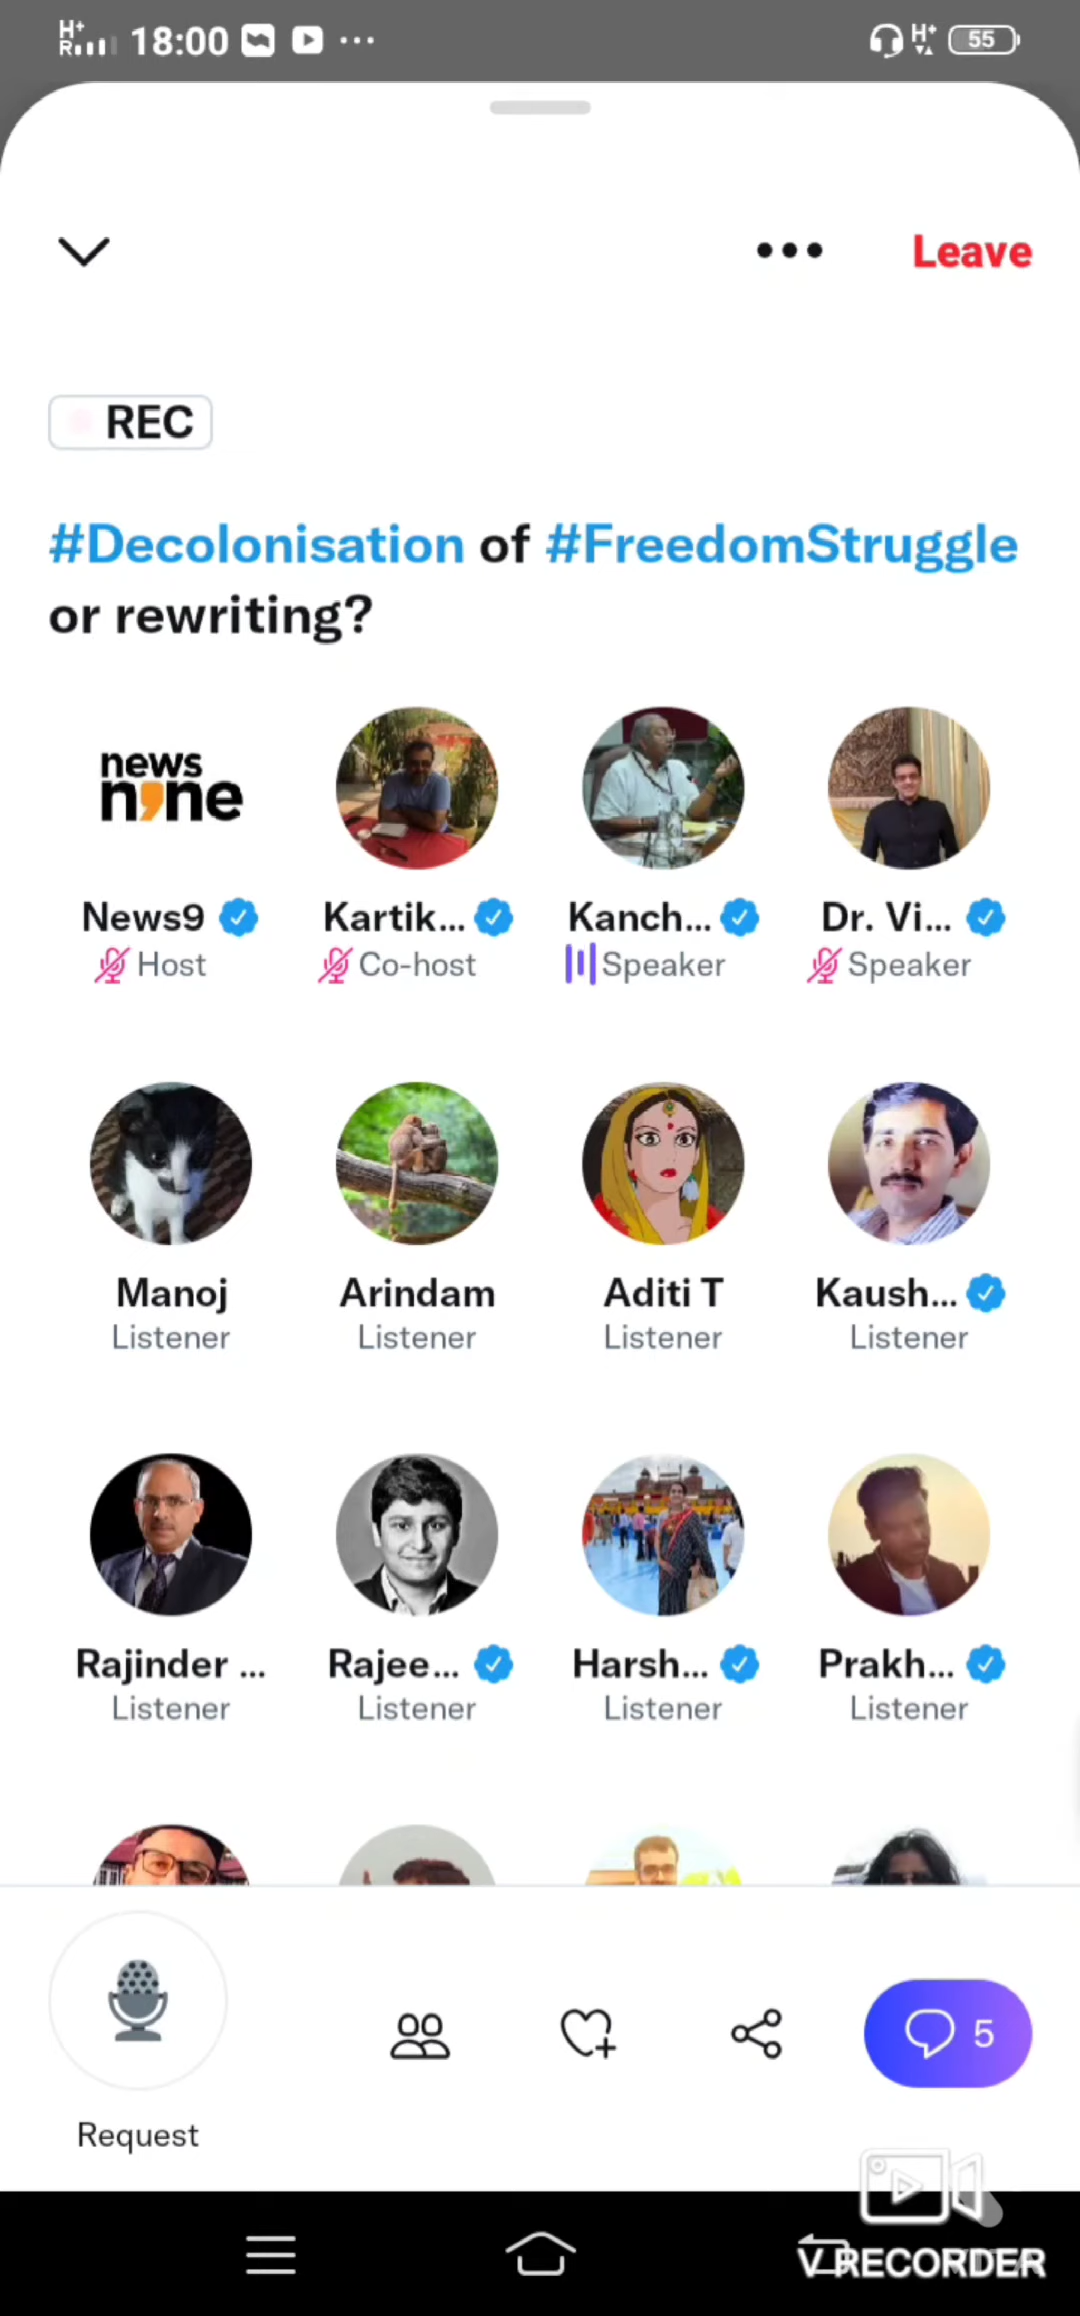 H+
R
18:00
H+
55
Leave
REC
#Decolonisation of #FreedomStruggle
or rewriting?
news
n9ne
News9 Kartik... Kanch... Dr. Vi...
Host Co-host Speaker Speaker
Manoj Arindam Aditi T Kaush...
Listener Listener Listener Listener
Rajinder ... Rajee... Harsh... Prakh...
Listener Listener Listener Listener
5
Request
V RECORDER